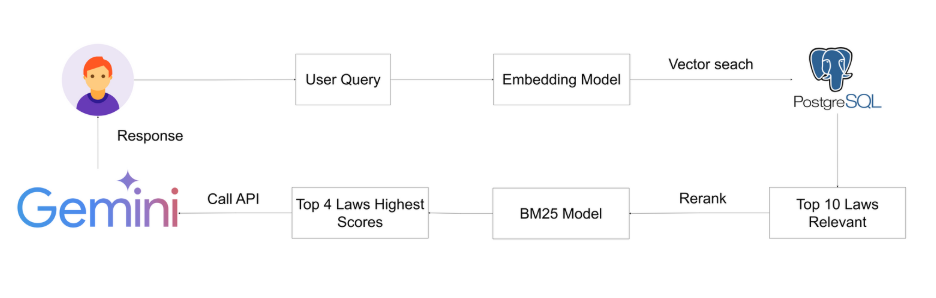 User Query
Embedding Model
Vector seach
PostgreSQL
Response
Gemini
Call API
Top 4 Laws Highest
Scores
BM25 Model
Rerank
Top 10 Laws
Relevant